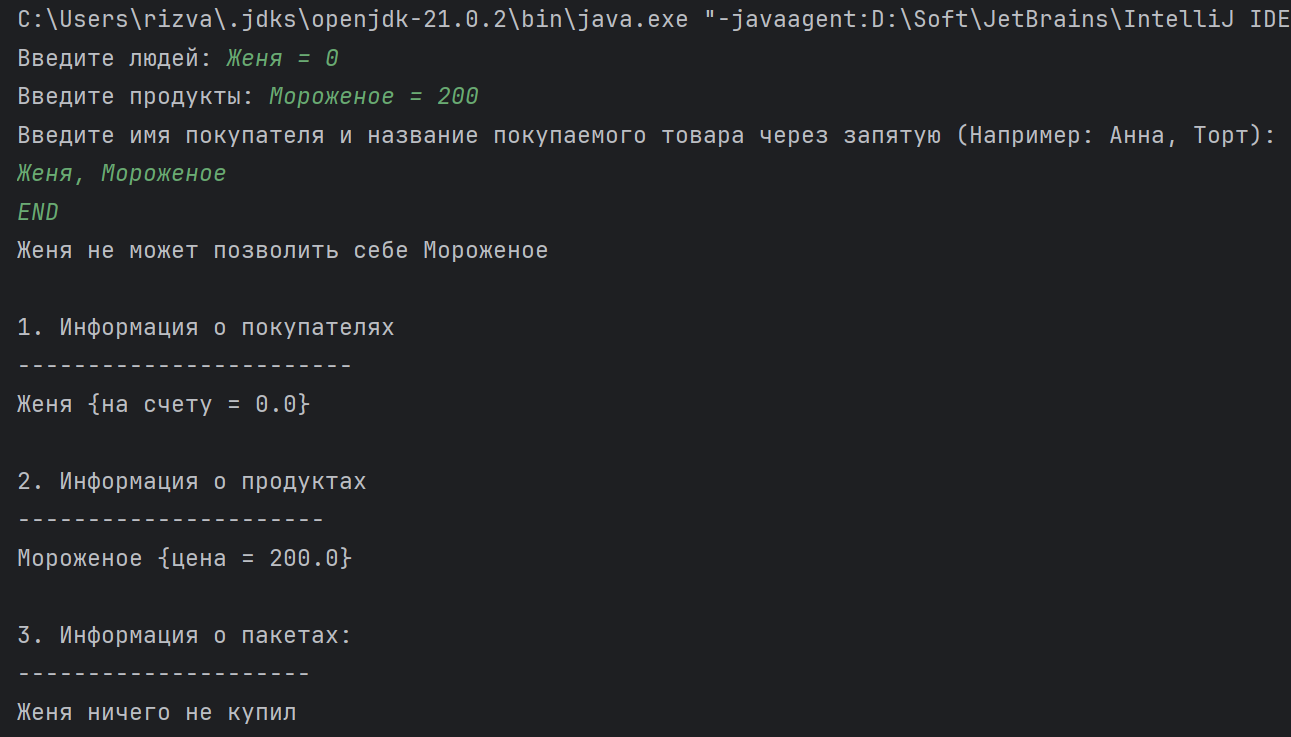 C:\Users\rizva\.jdks\openjdk-21.0.2\bin\java.exe "-javaagent:D:\Soft\JetBrains\IntelliJ IDE
Введите людей: Женя = 0
Введите продукты: Мороженое = 200
Введите имя покупателя и название покупаемого товара через запятую (Например: Анна, Торт):
Женя, Мороженое
END
Женя не может позволить себе Мороженое
1. Информация о покупателях
------------------------
Женя {на счету = 0.0}
2. Информация о продуктах
----------------------
Мороженое {цена = 200.0}
3. Информация о пакетах:
---------------------
Женя ничего не купил